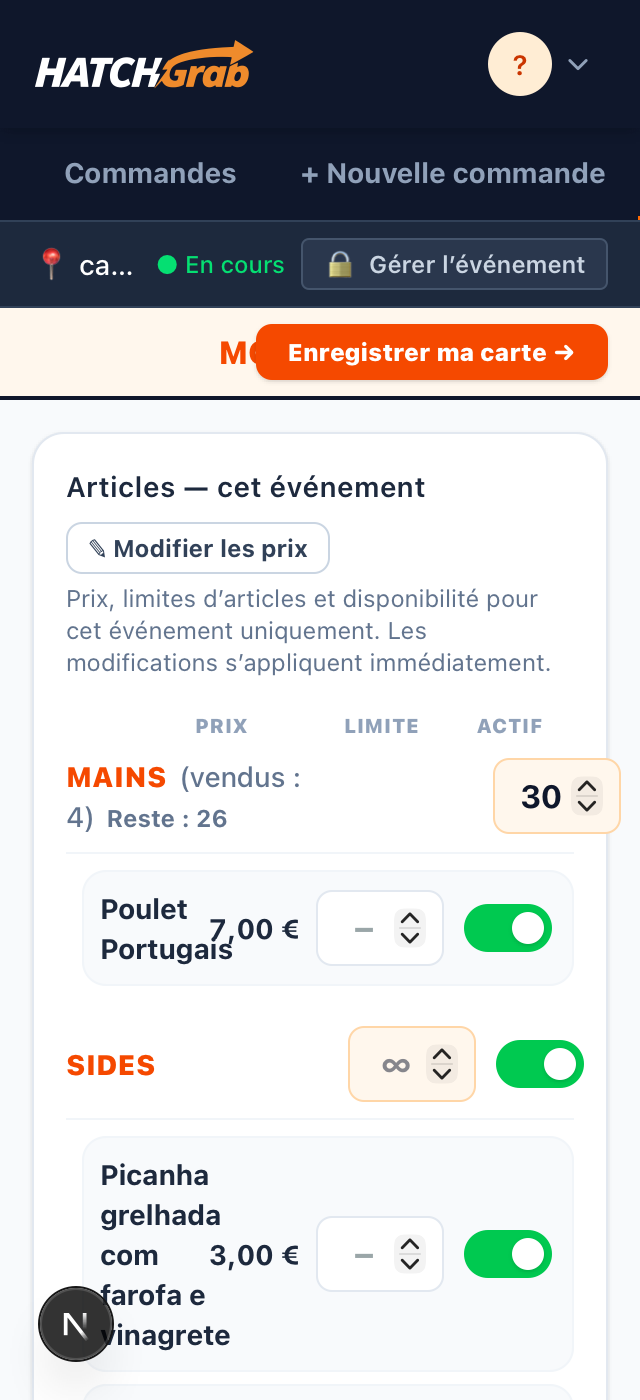 HATCHGrab
?
Commandes
+ Nouvelle commande
ca...
En cours
Gérer l’événement
Enregistrer ma carte →
Articles — cet événement
✎ Modifier les prix
Prix, limites d’articles et disponibilité pour
cet événement uniquement. Les
modifications s’appliquent immédiatement.
PRIX
LIMITE
ACTIF
MAINS (vendus :
4) Reste : 26
30
Poulet
Portugais
7,00 €
–
SIDES
∞
Picanha
grelhada
com
farofa e
vinagrete
3,00 €
–
N